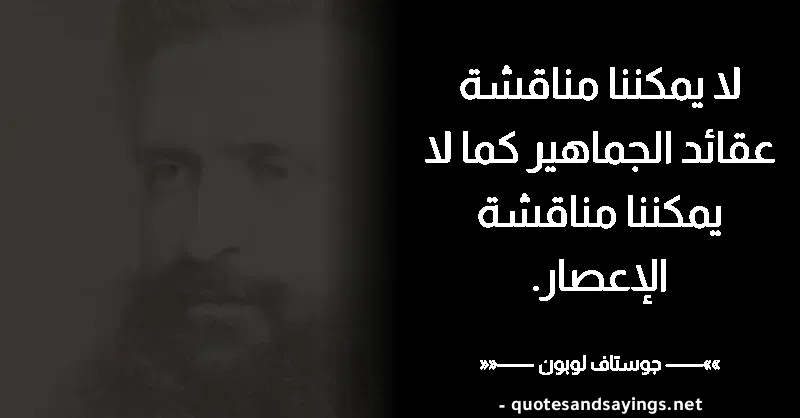 لا يمكننا مناقشة
عقائد الجماهير كما لا
يمكننا مناقشة
الإعصار.
»»—— جوستاف لوبون ——««
- quotesandsayings.net